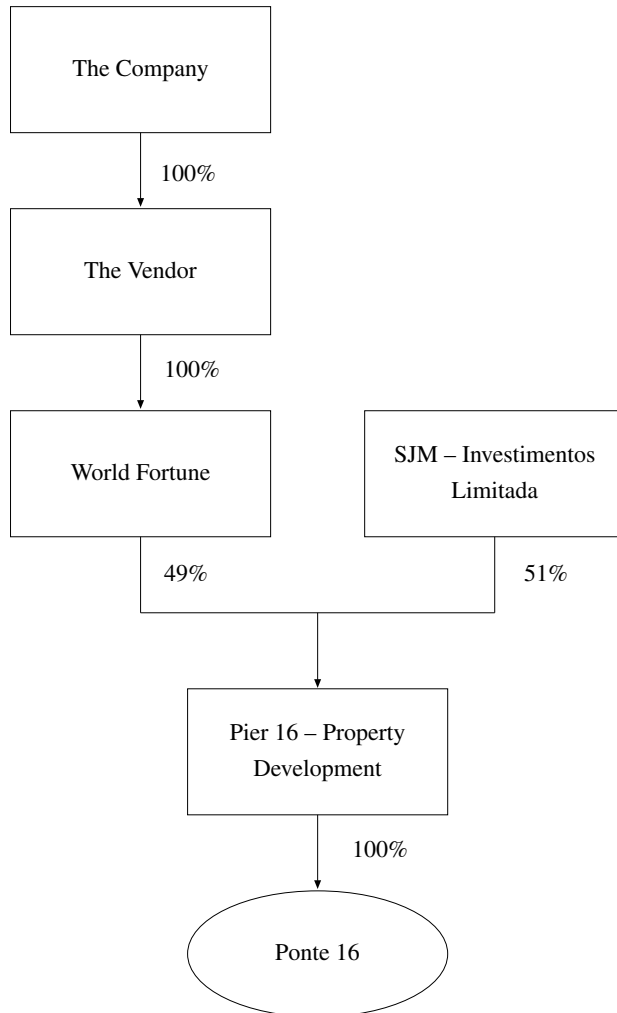 The Company
100%
The Vendor
100%
World Fortune
SJM – Investimentos
Limitada
49%
51%
Pier 16 – Property
Development
100%
Ponte 16